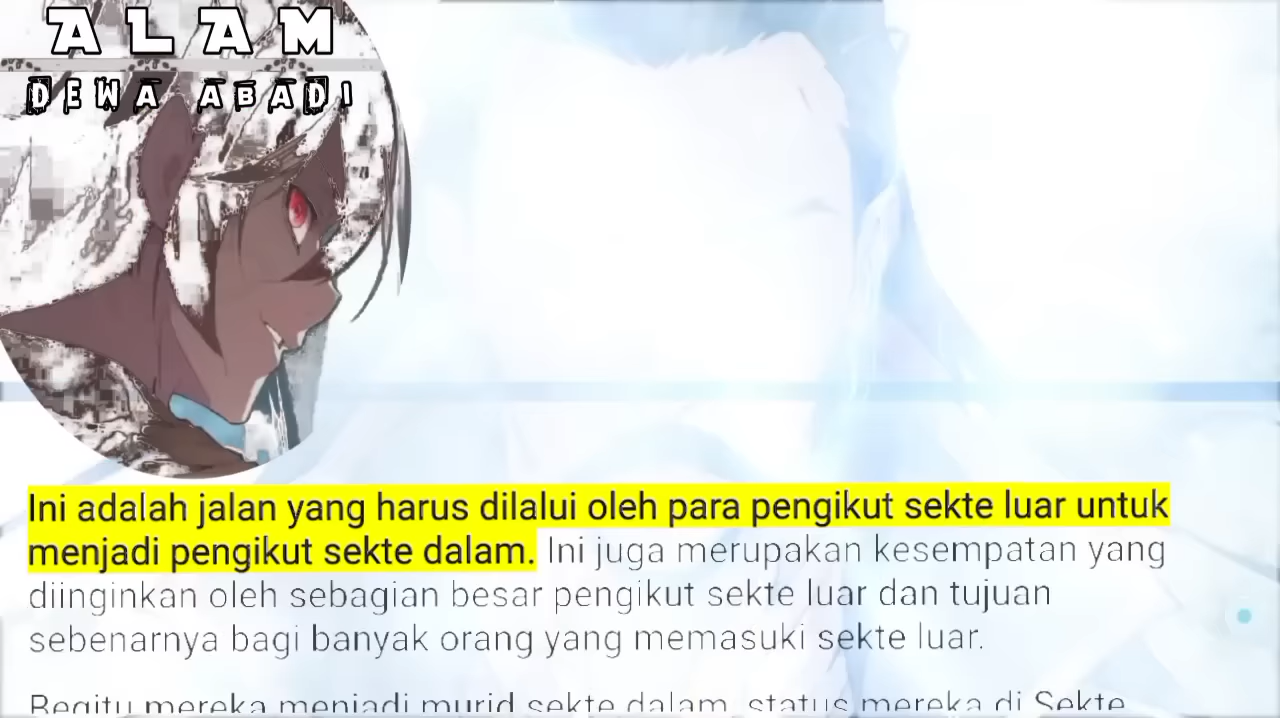 ALAM
DEWA ABADI
Ini adalah jalan yang harus dilalui oleh para pengikut sekte luar untuk
menjadi pengikut sekte dalam. Ini juga merupakan kesempatan yang
diinginkan oleh sebagian besar pengikut sekte luar dan tujuan
sebenarnya bagi banyak orang yang memasuki sekte luar.
Begitu mereka menjadi murid sekte dalam, status mereka di Sekte